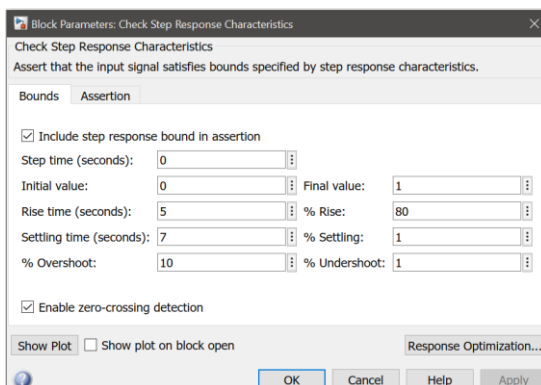 Block Parameters: Check Step Response Characteristics
Check Step Response Characteristics
Assert that the input signal satisfies bounds specified by step response characteristics.
Bounds Assertion
Include step response bound in assertion
Step time (seconds): 0
Initial value: 0 Final value: 1
Rise time (seconds): 5 % Rise: 80
Settling time (seconds): 7 % Settling: 1
% Overshoot: 10 % Undershoot: 1
Enable zero-crossing detection
Show Plot Show plot on block open Response Optimization...
? OK Cancel Help Apply